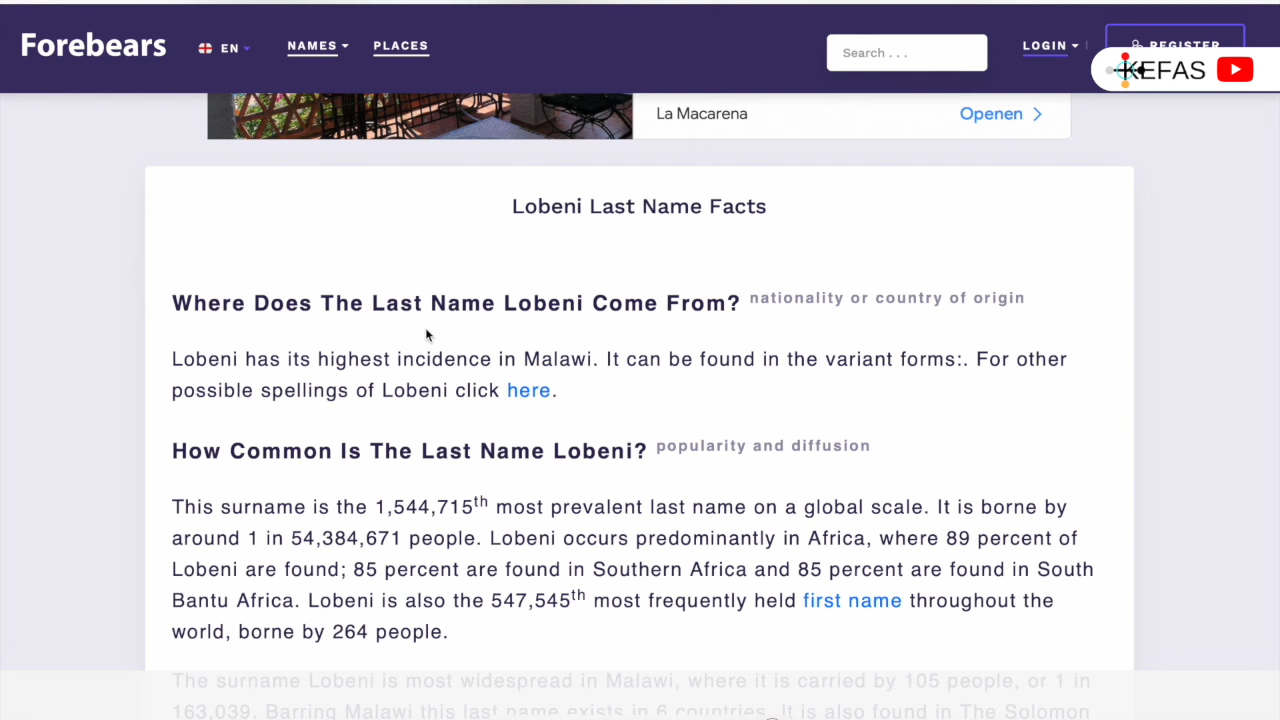 Forebears
EN
NAMES
PLACES
Search . . .
LOGIN
REGISTER
KEFAS
La Macarena
Openen
Lobeni Last Name Facts
Where Does The Last Name Lobeni Come From? nationality or country of origin
Lobeni has its highest incidence in Malawi. It can be found in the variant forms:. For other
possible spellings of Lobeni click here.
How Common Is The Last Name Lobeni? popularity and diffusion
This surname is the 1,544,715th most prevalent last name on a global scale. It is borne by
around 1 in 54,384,671 people. Lobeni occurs predominantly in Africa, where 89 percent of
Lobeni are found; 85 percent are found in Southern Africa and 85 percent are found in South
Bantu Africa. Lobeni is also the 547,545th most frequently held first name throughout the
world, borne by 264 people.
The surname Lobeni is most widespread in Malawi, where it is carried by 105 people, or 1 in
163,039. Barring Malawi this last name exists in 6 countries. It is also found in The Solomon